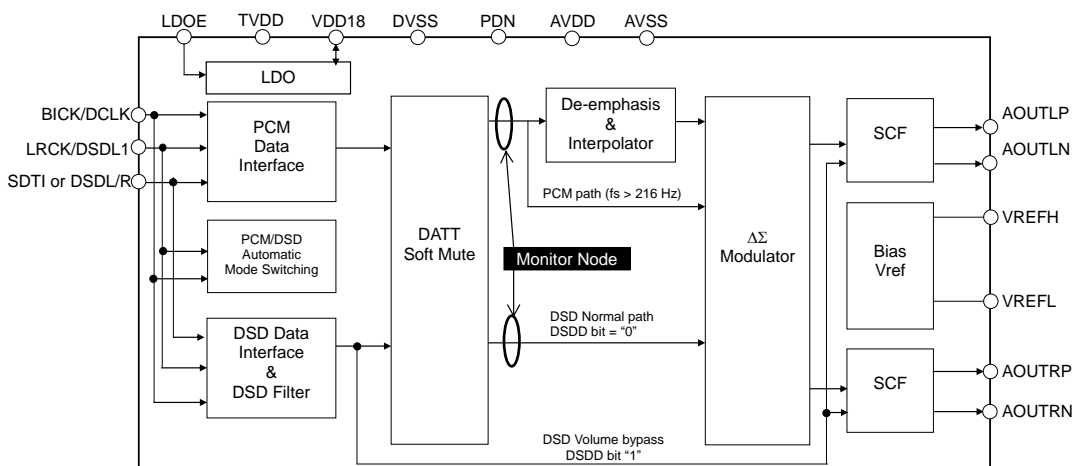 LDOE
TVDD
VDD18
DVSS
PDN
AVDD
AVSS
LDO
BICK/DCLK
LRCK/DSDL1
SDTI or DSDL/R
PCM
Data
Interface
PCM/DSD
Automatic
Mode Switching
DSD Data
Interface
&
DSD Filter
DATT
Soft Mute
De-emphasis
&
Interpolator
PCM path (fs > 216 Hz)
Monitor Node
DSD Normal path
DSDD bit = “0”
DSD Volume bypass
DSDD bit “1”
ΔΣ
Modulator
SCF
Bias
Vref
SCF
AOUTLP
AOUTLN
VREFH
VREFL
AOUTRP
AOUTRN